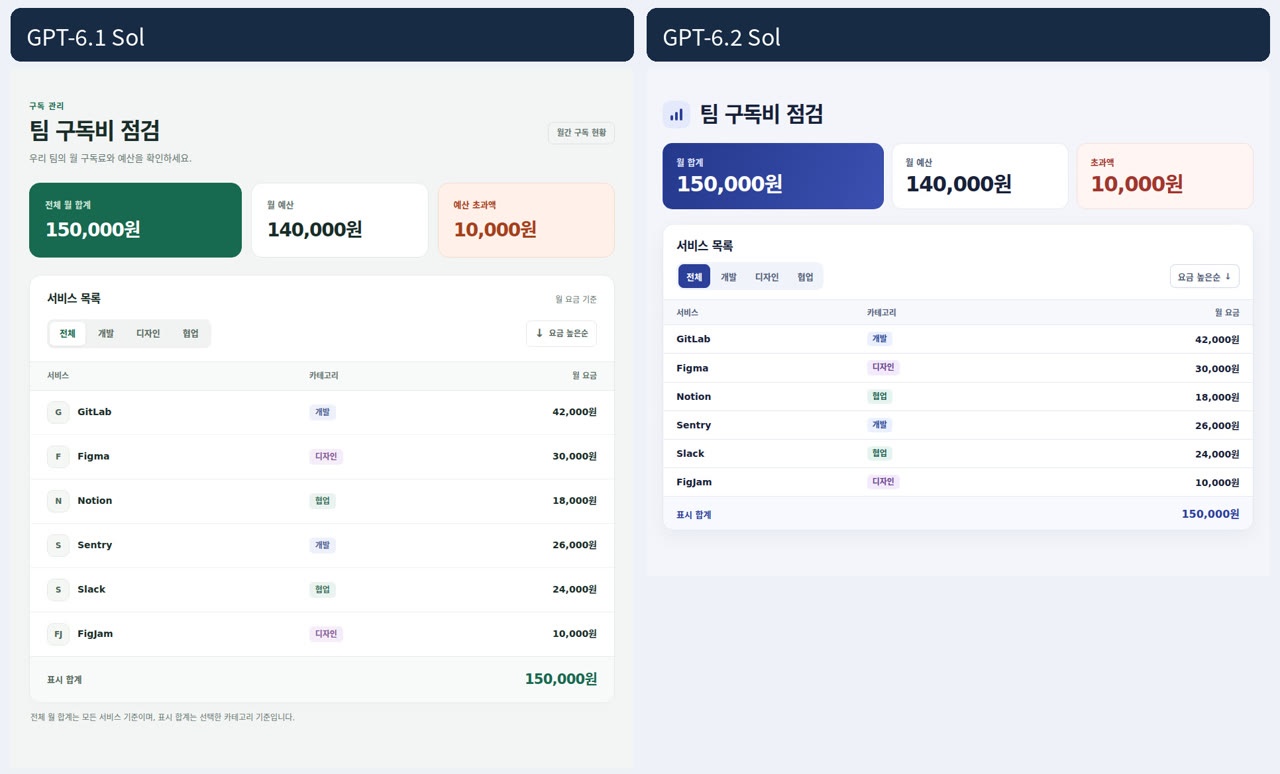 GPT-6.1 Sol
구독 관리
팀 구독비 점검
우리 팀의 월 구독료와 예산을 확인하세요.
월간 구독 현황
전체 월 합계
150,000원
월 예산
140,000원
예산 초과액
10,000원
서비스 목록
월 요금 기준
전체 개발 디자인 협업
↓ 요금 높은순
서비스 카테고리 월 요금
G GitLab 개발 42,000원
F Figma 디자인 30,000원
N Notion 협업 18,000원
S Sentry 개발 26,000원
S Slack 협업 24,000원
FJ FigJam 디자인 10,000원
표시 합계 150,000원
전체 월 합계는 모든 서비스 기준이며, 표시 합계는 선택한 카테고리 기준입니다.
GPT-6.2 Sol
팀 구독비 점검
월 합계
150,000원
월 예산
140,000원
초과액
10,000원
서비스 목록
전체 개발 디자인 협업
요금 높은순 ↓
서비스 카테고리 월 요금
GitLab 개발 42,000원
Figma 디자인 30,000원
Notion 협업 18,000원
Sentry 개발 26,000원
Slack 협업 24,000원
FigJam 디자인 10,000원
표시 합계 150,000원